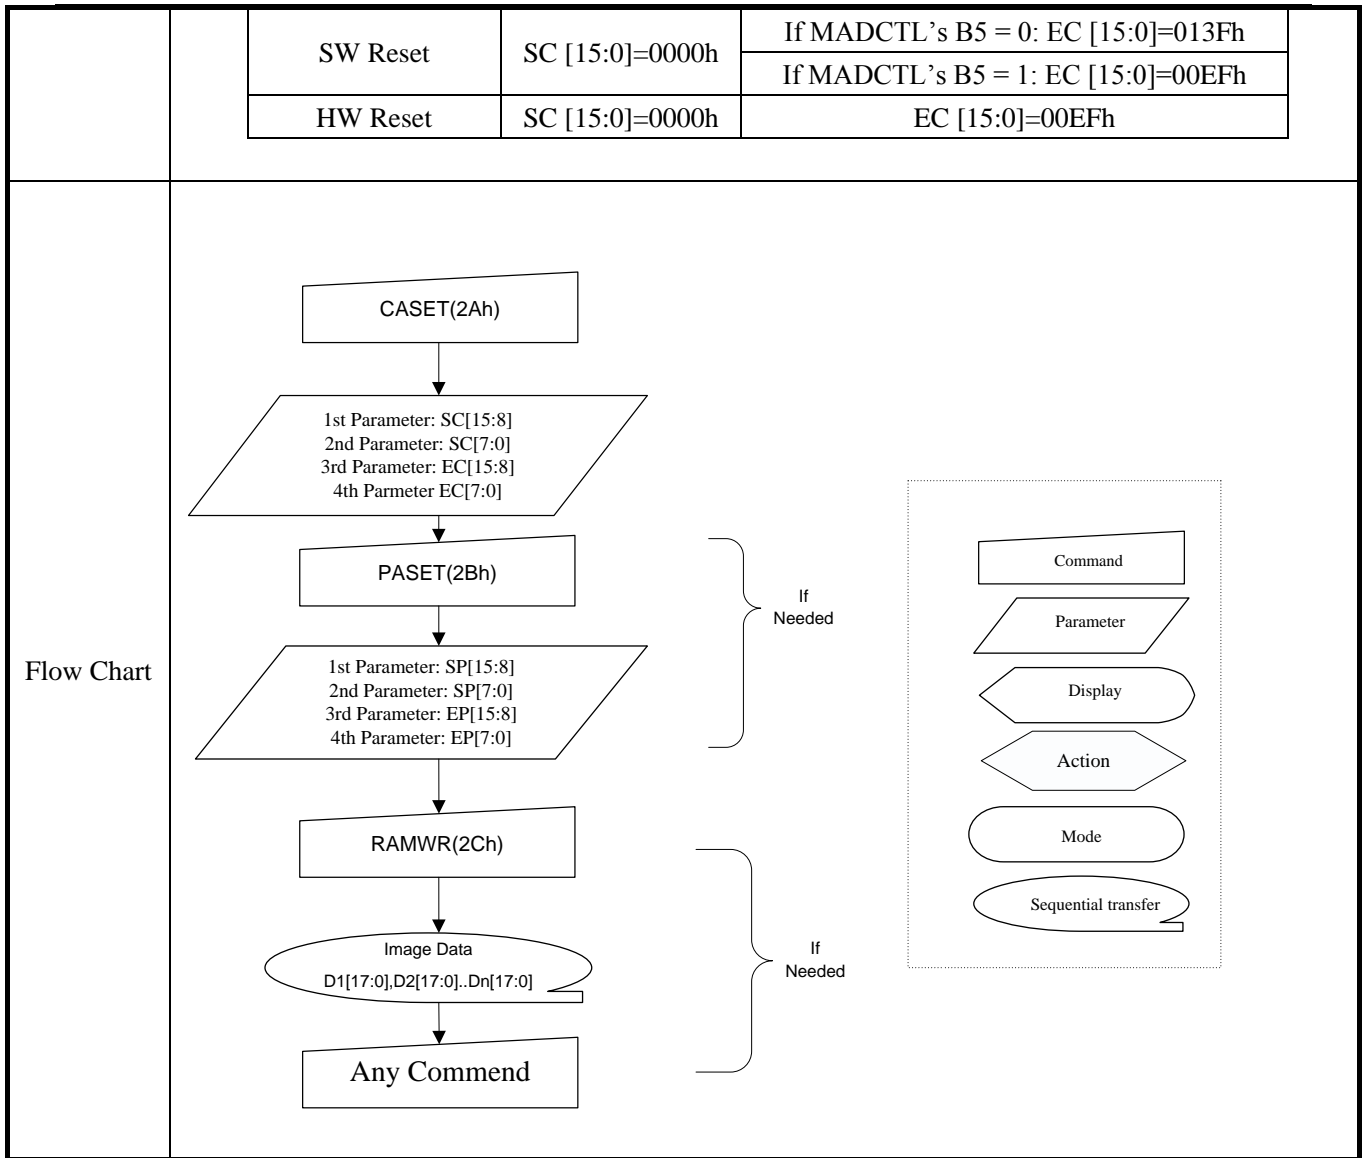 SW Reset
SC [15:0]=0000h
If MADCTL’s B5 = 0: EC [15:0]=013Fh
If MADCTL’s B5 = 1: EC [15:0]=00EFh
HW Reset
SC [15:0]=0000h
EC [15:0]=00EFh
Flow Chart
CASET(2Ah)
1st Parameter: SC[15:8]
2nd Parameter: SC[7:0]
3rd Parameter: EC[15:8]
4th Parmeter EC[7:0]
PASET(2Bh)
1st Parameter: SP[15:8]
2nd Parameter: SP[7:0]
3rd Parameter: EP[15:8]
4th Parameter: EP[7:0]
If
Needed
RAMWR(2Ch)
Image Data
D1[17:0],D2[17:0]..Dn[17:0]
Any Commend
If
Needed
Command
Parameter
Display
Action
Mode
Sequential transfer